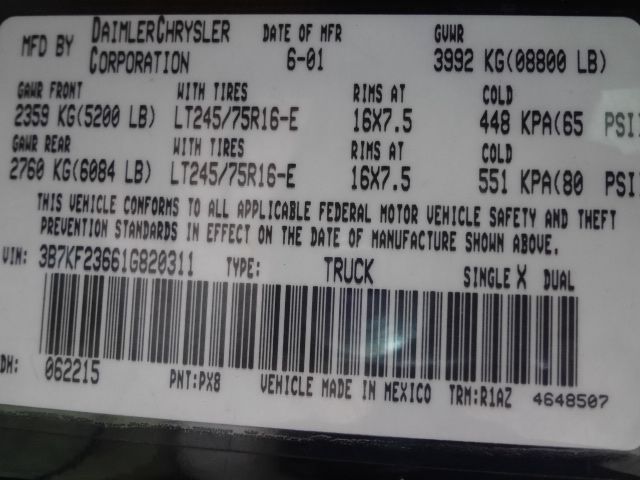 MFD BY DAIMLERCHRYSLER CORPORATION DATE OF MFR 6-01 GVWR 3992 KG(08800 LB)
GAWR FRONT WITH TIRES RIMS AT COLD
2359 KG(5200 LB) LT245/75R16-E 16X7.5 448 KPA(65 PSI
GAWR REAR WITH TIRES RIMS AT COLD
2760 KG(6084 LB) LT245/75R16-E 16X7.5 551 KPA(80 PSI
THIS VEHICLE CONFORMS TO ALL APPLICABLE FEDERAL MOTOR VEHICLE SAFETY AND THEFT
PREVENTION STANDARDS IN EFFECT ON THE DATE OF MANUFACTURE SHOWN ABOVE.
VIN: 3B7KF23661G820311 TYPE: TRUCK SINGLE X DUAL
DH: 062215 PNT:PX8 VEHICLE MADE IN MEXICO TRM:R1AZ 4648507